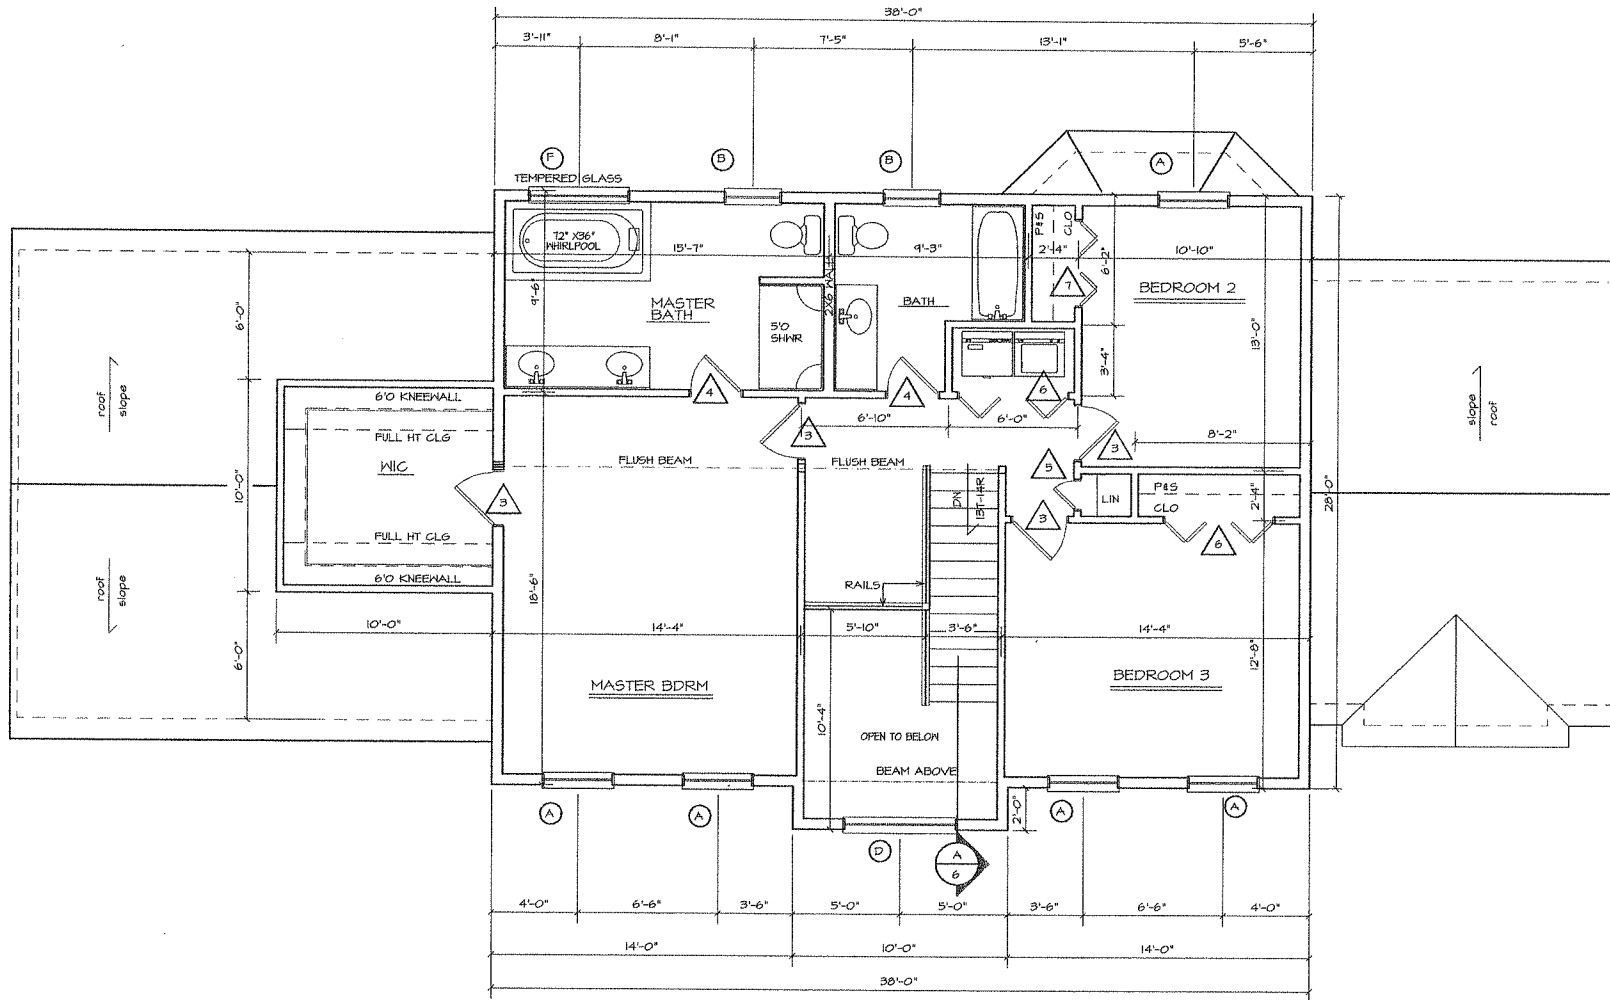 38'-0"
3'-11"
8'-1"
7'-5"
13'-1"
5'-6"
F
B
B
A
TEMPERED GLASS
72" X36"
WHIRLPOOL
15'-7"
9'-3"
2'-4"
10'-10"
P&S
CLO
6'-2"
9'-6"
2X6 WALL
7
BEDROOM 2
MASTER
BATH
BATH
5'0
SHWR
6'-0"
13'-0"
3'-4"
roof
slope
slope
roof
4
4
6
6'0 KNEEWALL
6'-10"
6'-0"
3
3
8'-2"
FULL HT CLG
WIC
FLUSH BEAM
FLUSH BEAM
5
10'-0"
3
DN
13T-14R
LIN
P&S
CLO
2'-4"
28'-0"
3
6
FULL HT CLG
6'0 KNEEWALL
roof
slope
18'-6"
RAILS
10'-0"
14'-4"
5'-10"
3'-6"
14'-4"
6'-0"
12'-8"
MASTER BDRM
BEDROOM 3
10'-4"
OPEN TO BELOW
BEAM ABOVE
A
A
A
A
2'-0"
D
A
6
4'-0"
6'-6"
3'-6"
5'-0"
5'-0"
3'-6"
6'-6"
4'-0"
14'-0"
10'-0"
14'-0"
38'-0"